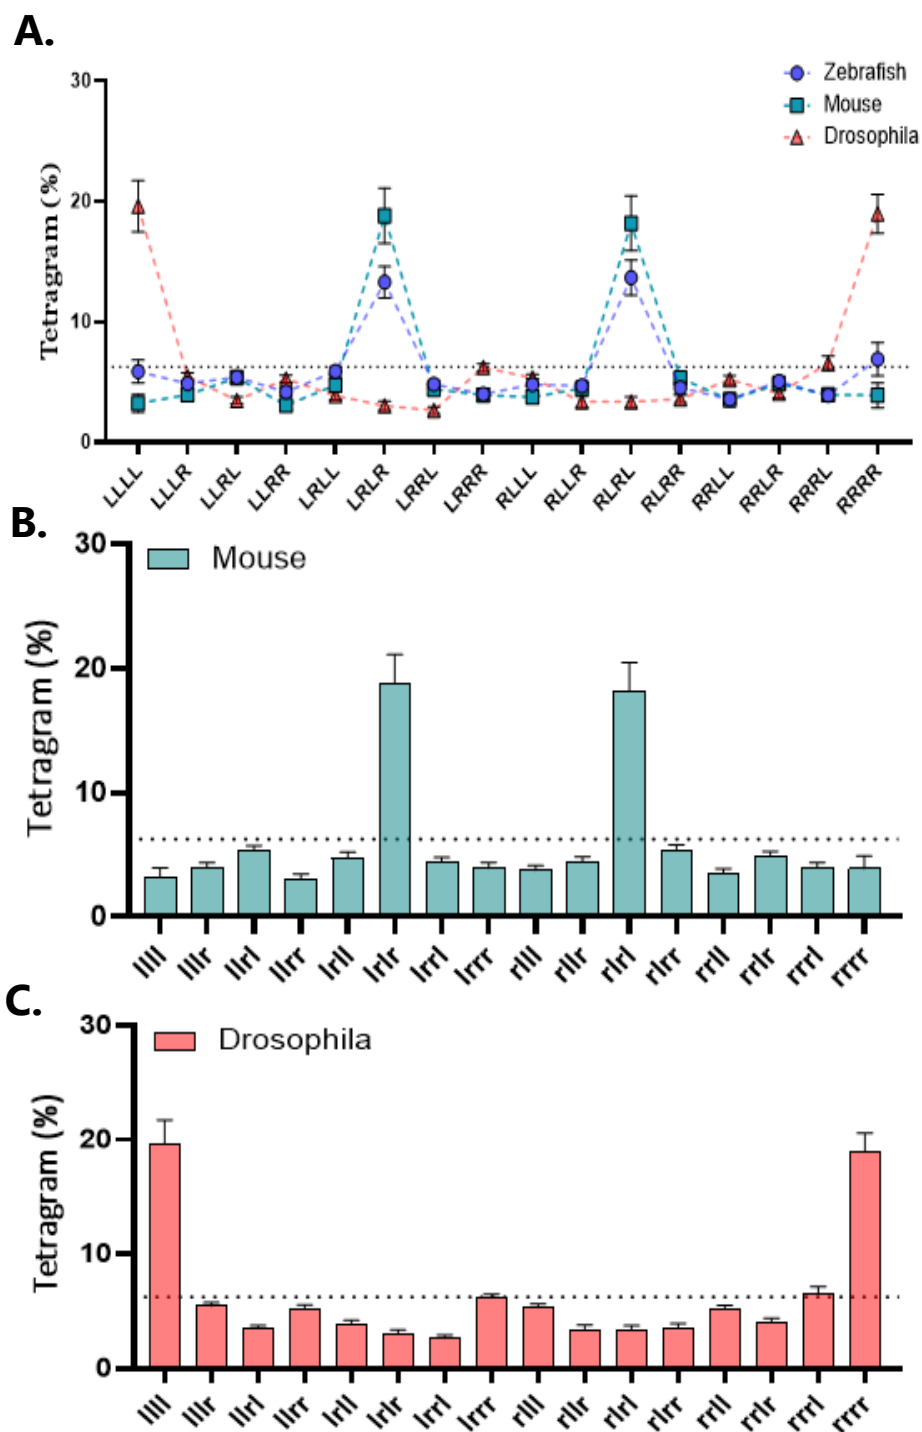 A.
30
20
10
0
Tetragram (%)
Zebrafish
Mouse
Drosophila
LLLL LLLR LLRL LLRR LRLL LRLR LRRL LRRR RLLL RLLR RLRL RLRR RRLL RRLR RRRL RRRR
B.
30
20
10
0
Tetragram (%)
Mouse
llll lllr llrl llrr lrll lrlr lrrl lrrr rlll rllr rlrl rlrr rrll rrlr rrrl rrrr
C.
30
20
10
0
Tetragram (%)
Drosophila
llll lllr llrl llrr lrll lrlr lrrl lrrr rlll rllr rlrl rlrr rrll rrlr rrrl rrrr